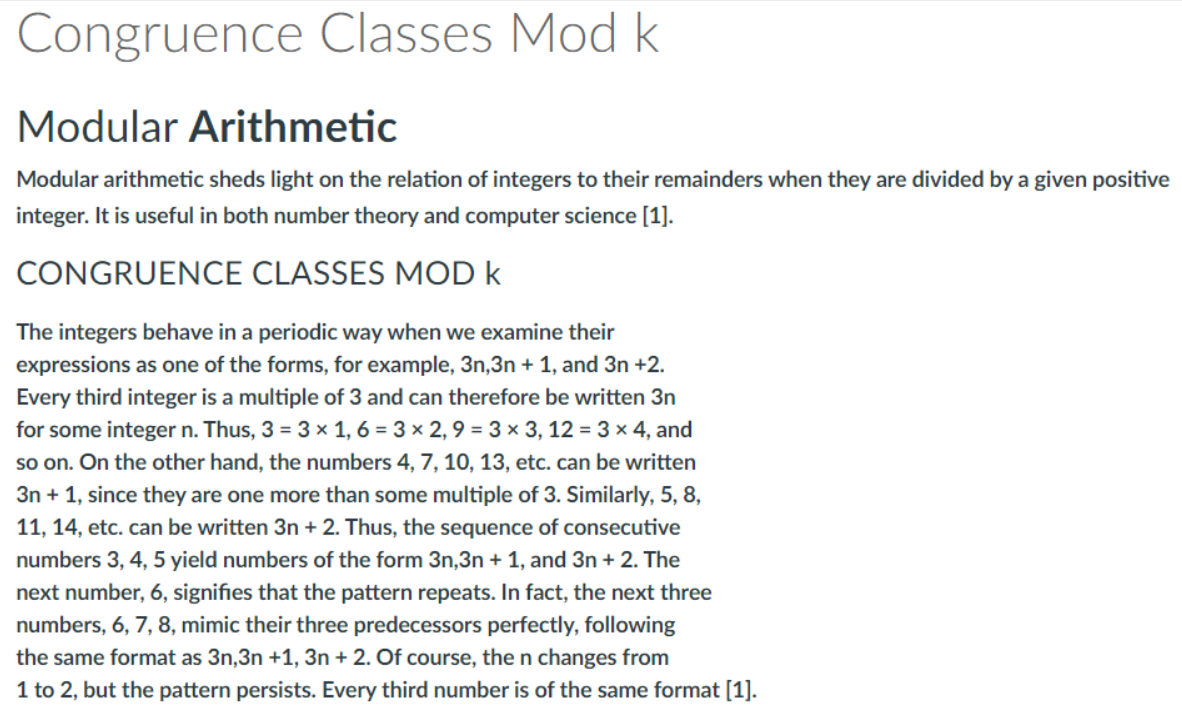 Congruence Classes Mod k
Modular Arithmetic
Modular arithmetic sheds light on the relation of integers to their remainders when they are divided by a given positive
integer. It is useful in both number theory and computer science [1].
CONGRUENCE CLASSES MOD k
The integers behave in a periodic way when we examine their
expressions as one of the forms, for example, 3n,3n + 1, and 3n +2.
Every third integer is a multiple of 3 and can therefore be written 3n
for some integer n. Thus, 3 = 3 × 1, 6 = 3 × 2, 9 = 3 × 3, 12 = 3 × 4, and
so on. On the other hand, the numbers 4, 7, 10, 13, etc. can be written
3n + 1, since they are one more than some multiple of 3. Similarly, 5, 8,
11, 14, etc. can be written 3n + 2. Thus, the sequence of consecutive
numbers 3, 4, 5 yield numbers of the form 3n,3n + 1, and 3n + 2. The
next number, 6, signifies that the pattern repeats. In fact, the next three
numbers, 6, 7, 8, mimic their three predecessors perfectly, following
the same format as 3n,3n +1, 3n + 2. Of course, the n changes from
1 to 2, but the pattern persists. Every third number is of the same format [1].